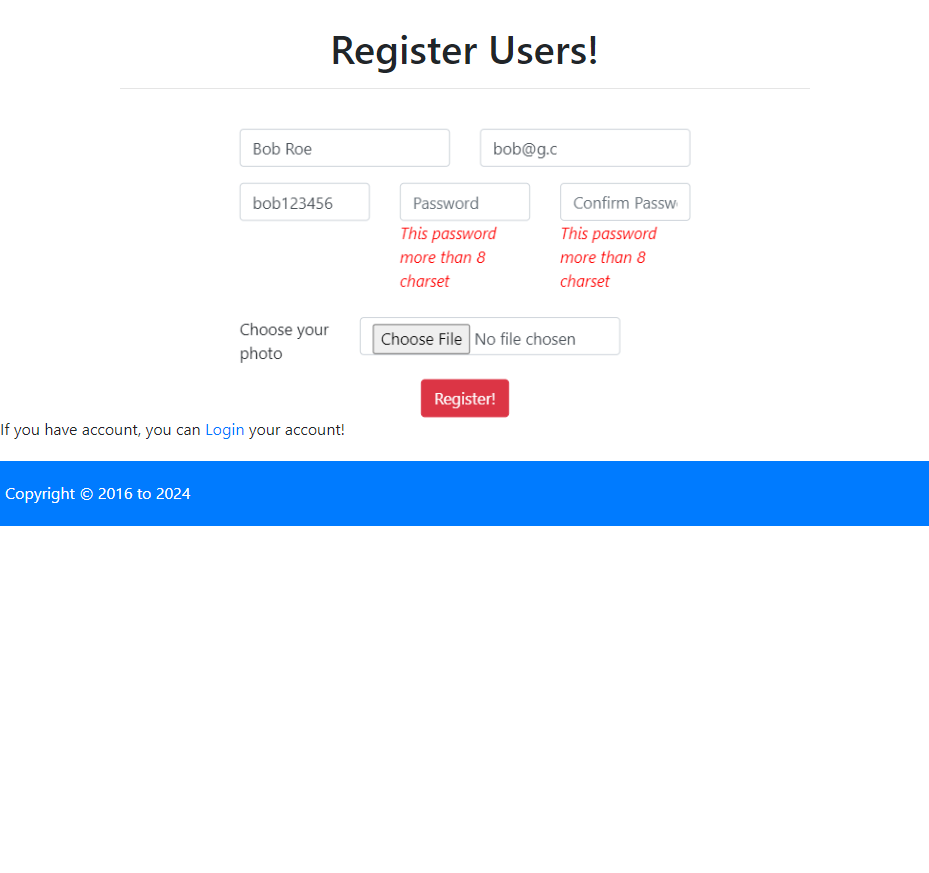 Register Users!
Bob Roe
bob@g.c
bob123456
Password
Confirm Passw
This password
more than 8
charset
This password
more than 8
charset
Choose your
photo
Choose File No file chosen
Register!
If you have account, you can Login your account!
Copyright © 2016 to 2024